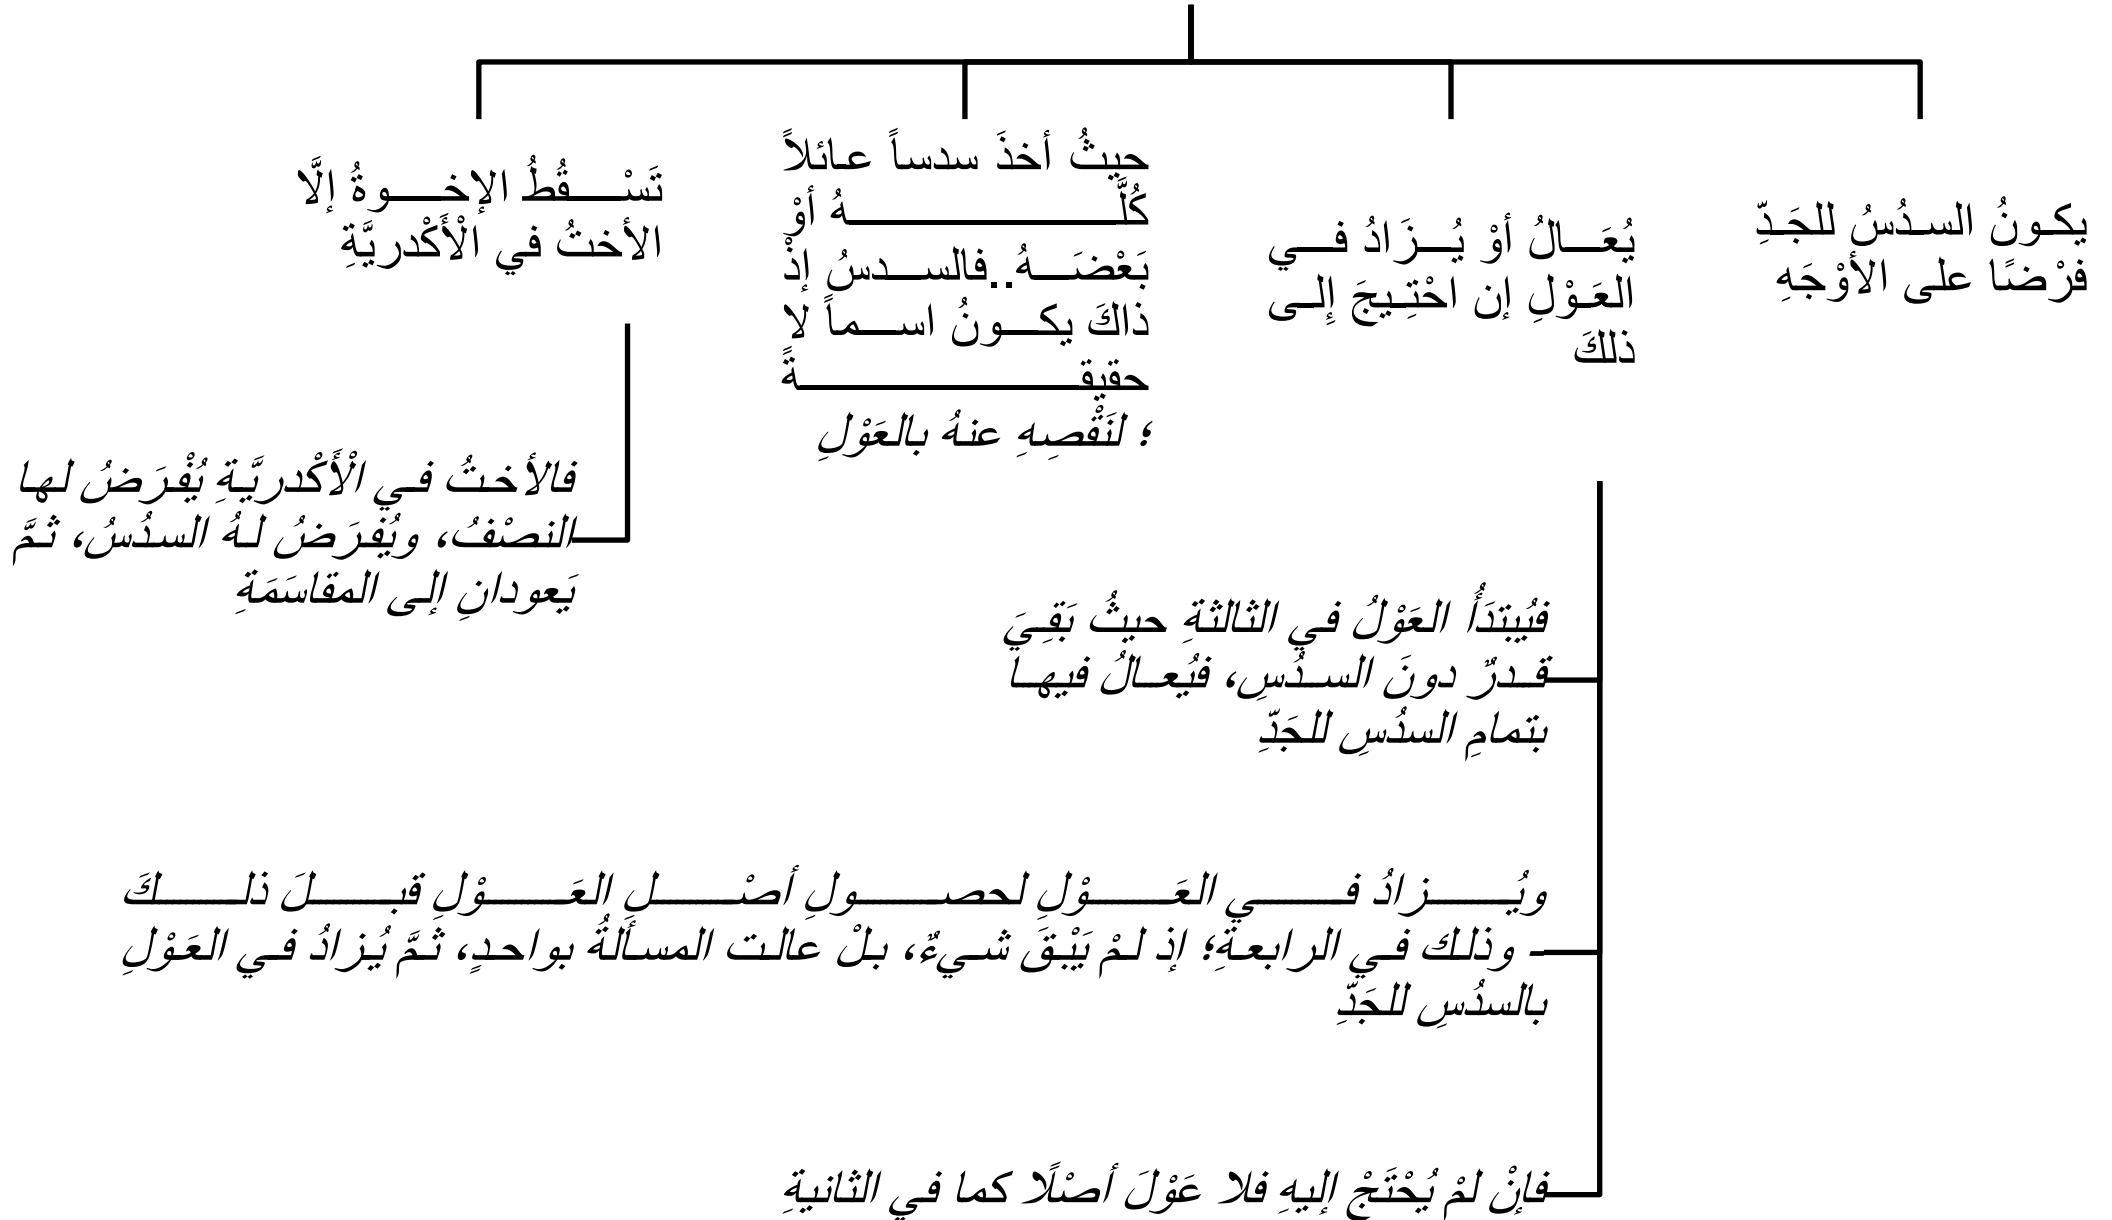 يكونُ السدُسُ للجَدِّ
فرْضًا على الأوْجَهِ
يُعَالُ أوْ يُزَادُ في
العَوْلِ إن احْتِيجَ إِلى
ذلكَ
حيثُ أخذَ سدساً عائلاً
كُلَّهُ أوْ
بَعْضَهُ..فالسدسُ إذْ
ذاكَ يكونُ اسماً لا
حقيقةً
؛ لنَقْصِهِ عنهُ بالعَوْلِ
تَسْقُطُ الإخوةُ إلَّا
الأختُ في الْأَكْدريَّةِ
فالأختُ في الْأَكْدريَّةِ يُفْرَضُ لها
النصْفُ، ويُفرَضُ لهُ السدُسُ، ثمَّ
يَعودانِ إلى المقاسَمَةِ
فيُبتدَأُ العَوْلُ في الثالثةِ حيثُ بَقِيَ
قدرٌ دونَ السدُسِ، فيُعالُ فيها
بتمامِ السدُسِ للجَدِّ
ويُزادُ في العَوْلِ لحصولِ أصْلِ العَوْلِ قبلَ ذلكَ
- وذلك في الرابعةِ؛ إذ لمْ يَبْقَ شيءٌ، بلْ عالت المسألةُ بواحدٍ، ثمَّ يُزادُ في العَوْلِ
بالسدُسِ للجَدِّ
فإنْ لمْ يُحْتَجْ إليهِ فلا عَوْلَ أصْلًا كما في الثانيةِ